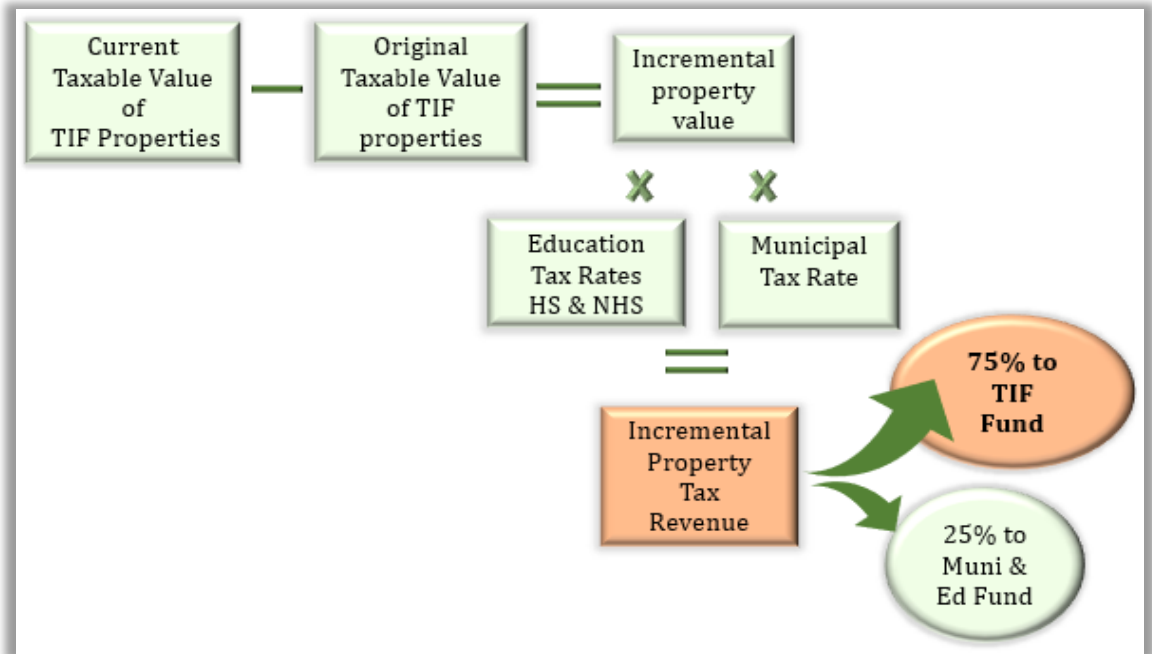 Current
Taxable Value
of
TIF Properties
Original
Taxable Value
of TIF
properties
Incremental
property
value
Education
Tax Rates
HS & NHS
Municipal
Tax Rate
Incremental
Property
Tax
Revenue
75% to
TIF
Fund
25% to
Muni &
Ed Fund